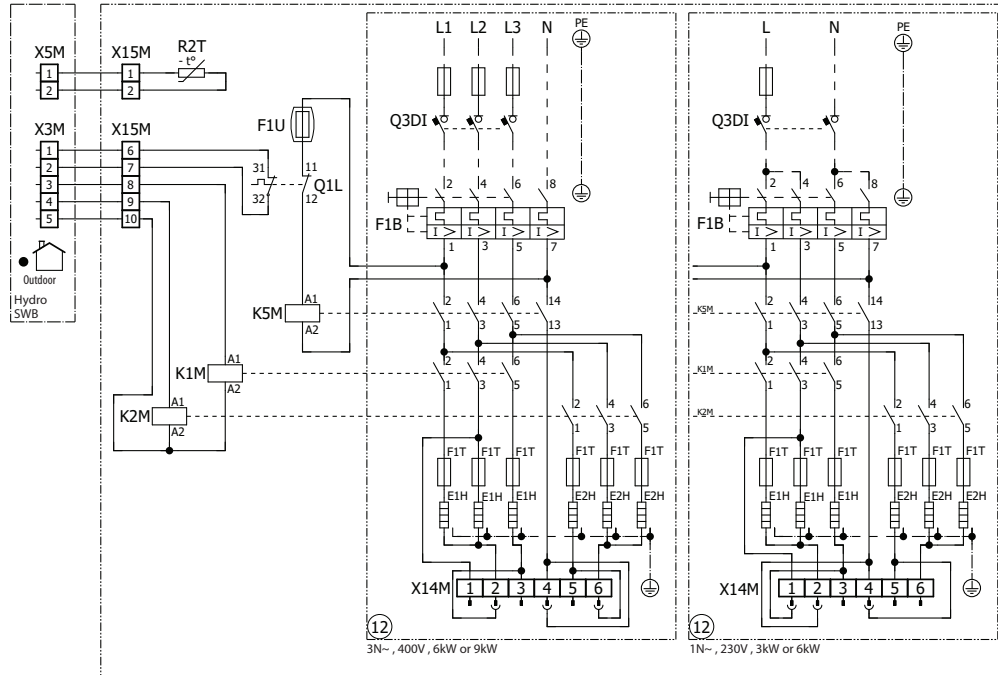 L1 L2 L3 N PE
L N PE
X5M X15M R2T
- t°
1 1
2 2
F1U
Q3DI
Q3DI
X3M X15M
1 6
2 7
3 8
4 9
5 10
31 11
Q1L
32 12
2 4 6 8
2 4 6 8
F1B
I > I > I > I >
I > I > I > I >
1 3 5 7
1 3 5 7
Outdoor
Hydro
SWB
K5M A1
A2
2 4 6 14
1 3 5 13
K5M
2 4 6 14
1 3 5 13
K1M A1
A2
2 4 6
1 3 5
K1M
2 4 6
1 3 5
K2M A1
A2
2 4 6
1 3 5
K2M
2 4 6
1 3 5
F1T F1T F1T F1T F1T F1T
F1T F1T F1T F1T F1T F1T
E1H E1H E1H E2H E2H E2H
E1H E1H E1H E2H E2H E2H
X14M 1 2 3 4 5 6
X14M 1 2 3 4 5 6
12
12
3N~ , 400V , 6kW or 9kW
1N~ , 230V , 3kW or 6kW